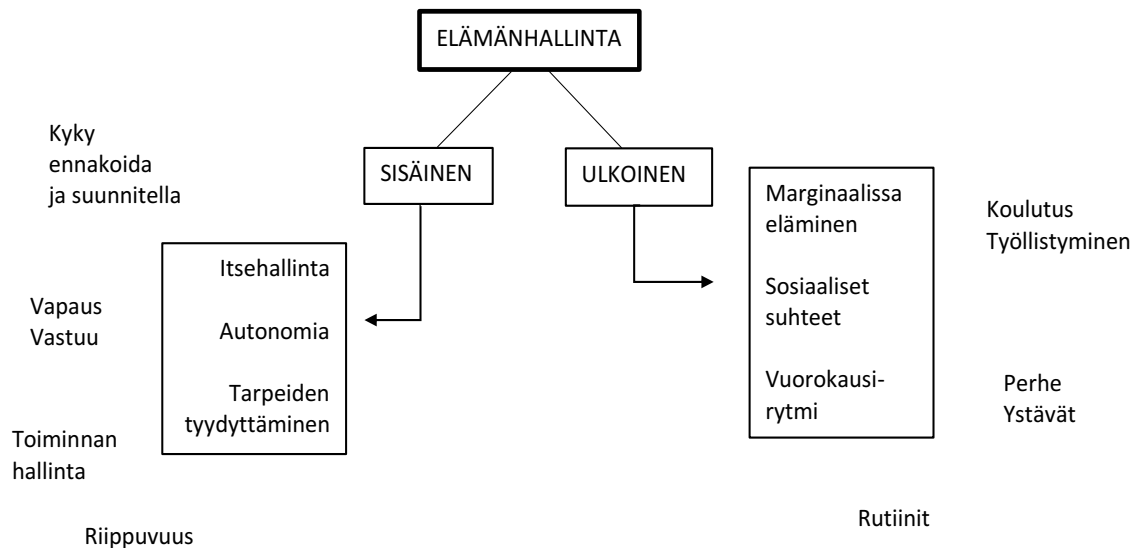 ELÄMÄNHALLINTA
Kyky
ennakoida
ja suunnitella
SISÄINEN
ULKOINEN
Marginaalissa
eläminen
Sosiaaliset
suhteet
Vuorokausi-
rytmi
Koulutus
Työllistyminen
Itsehallinta
Autonomia
Tarpeiden
tyydyttäminen
Vapaus
Vastuu
Perhe
Ystävät
Toiminnan
hallinta
Rutiinit
Riippuvuus